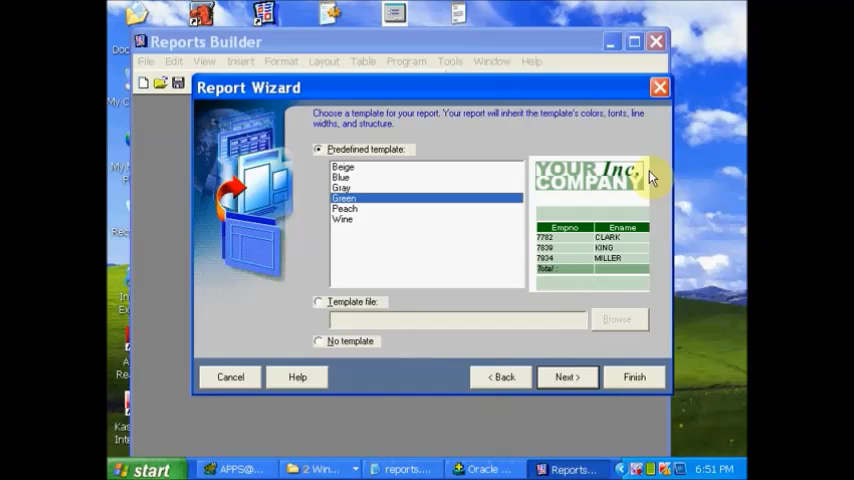 Reports Builder
File Edit View Insert Format Layout Table Program Tools Window Help
Report Wizard
Choose a template for your report. Your report will inherit the template's colors, fonts, line
widths, and structure.
Predefined template:
Beige
Blue
Gray
Green
Peach
Wine
YOUR Inc.
COMPANY
Empno Ename
7782 CLARK
7839 KING
7934 MILLER
Total :
Template file:
Browse...
No template
Cancel Help < Back Next > Finish
start APPS@... 2 Win... reports.... Oracle ... Reports... 6:51 PM